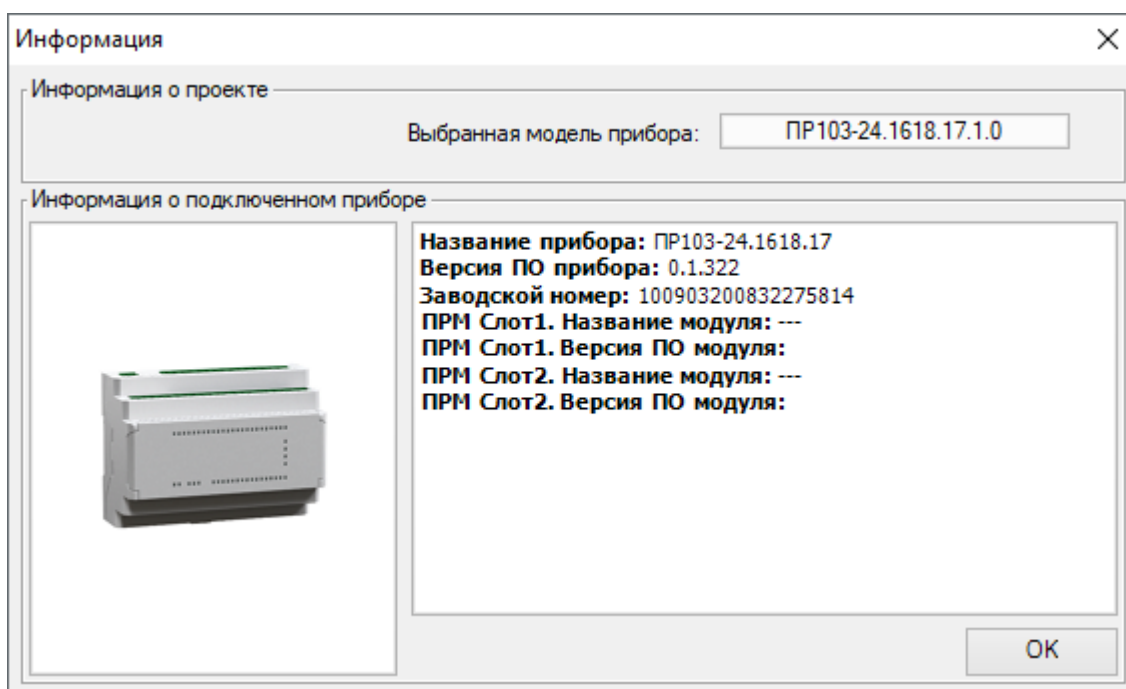 Информация
Информация о проекте
Выбранная модель прибора: ПР103-24.1618.17.1.0
Информация о подключенном приборе
Название прибора: ПР103-24.1618.17
Версия ПО прибора: 0.1.322
Заводской номер: 100903200832275814
ПРМ Слот1. Название модуля: ---
ПРМ Слот1. Версия ПО модуля:
ПРМ Слот2. Название модуля: ---
ПРМ Слот2. Версия ПО модуля:
OK